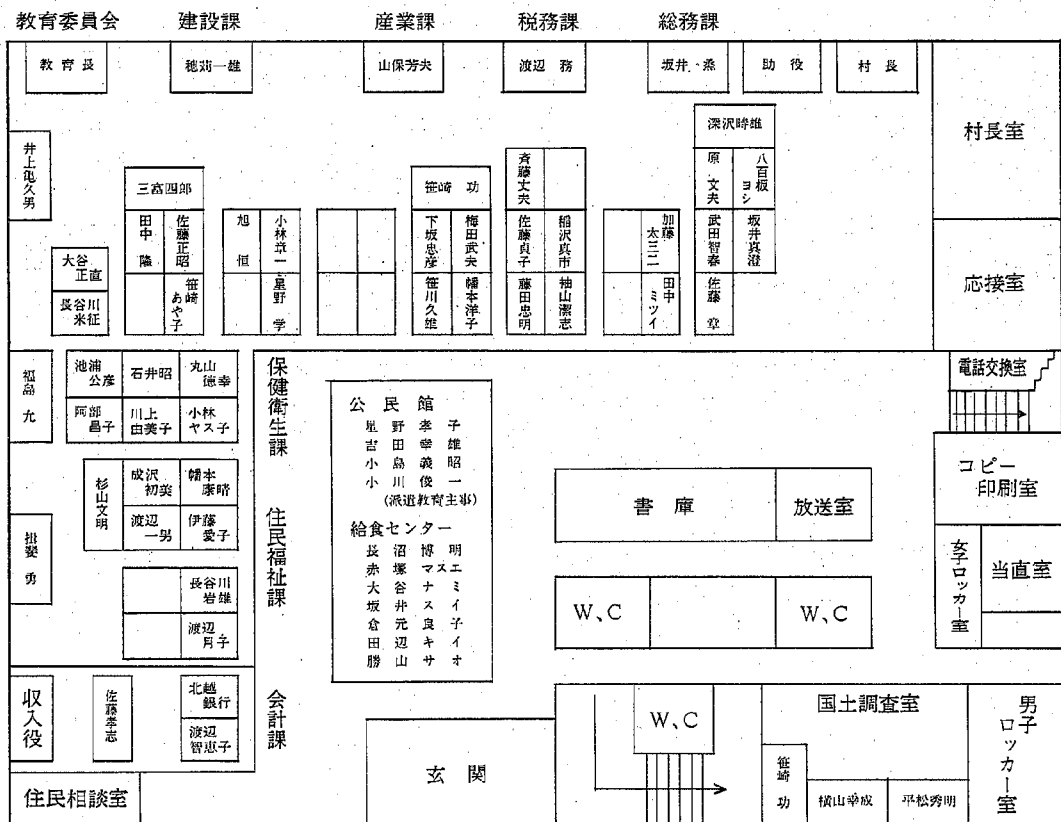 教育委員会　建設課　産業課　税務課　総務課
教育長
穂苅一雄
山保芳夫
渡辺　務
坂井　桑
助役
村長
井上亀久男
大谷正直
長谷川米征
三富四郎
田中　隆
佐藤正昭
笹崎あや子
旭　恒
小林章一
星野　学
笹崎　功
下坂忠彦
梅田武夫
笹川久雄
幡本洋子
斉藤丈夫
佐藤貞子
稲沢真市
藤田忠明
袖山潔志
加藤太三二
田中ミツイ
深沢時雄
原　文夫
八百板ヨシ
武田智春
坂井真澄
佐藤　章
村長室
応接室
電話交換室
コピー
印刷室
女子ロッカー室
当直室
福島　允
池浦公彦
石井昭
丸山徳幸
阿部昌子
川上由美子
小林ヤス子
保健衛生課
杉山文明
成沢初美
幡本康晴
渡辺一男
伊藤愛子
揖斐　勇
長谷川岩雄
渡辺月子
住民福祉課
公民館
星野孝子
吉田幸雄
小島義昭
小川俊一
(派遣教育主事)
給食センター
長沼博明
赤塚マスエ
大谷ナミ
坂井スイ
倉元良子
田辺キイ
勝山サオ
書庫
放送室
W、C
W、C
収入役
佐藤孝志
北越銀行
渡辺智恵子
会計課
住民相談室
玄関
W、C
国土調査室
笹崎　功
横山幸成
平松秀明
男子ロッカー室